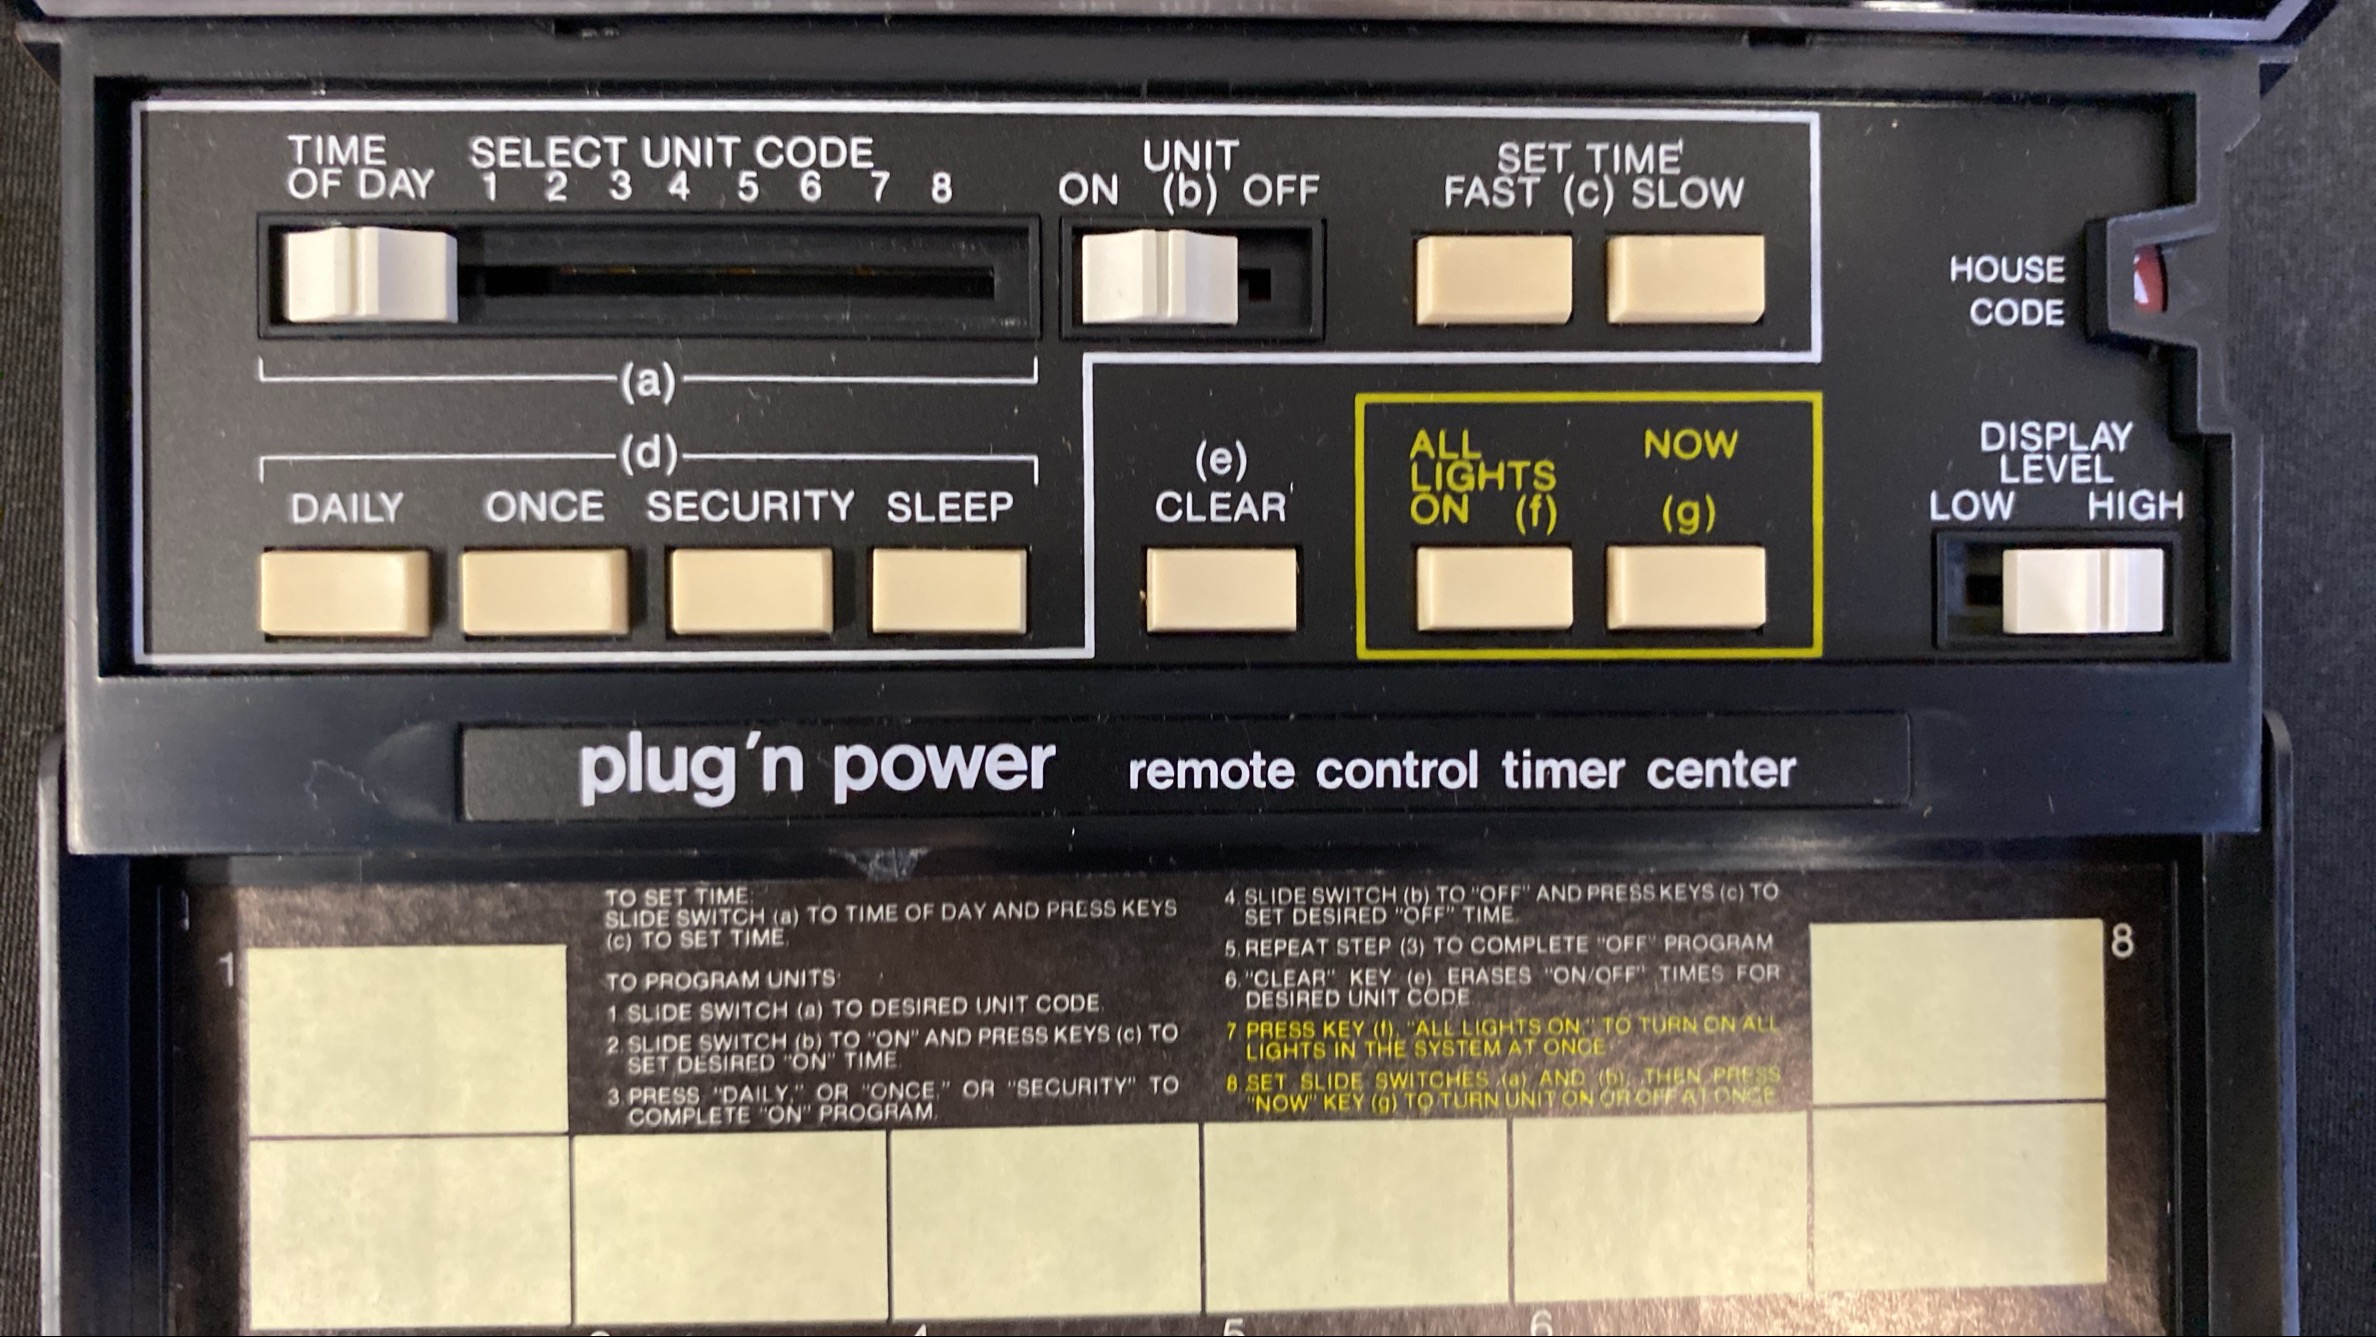 TIME
OF DAY
SELECT UNIT CODE
1 2 3 4 5 6 7 8
UNIT
ON (b) OFF
SET TIME
FAST (c) SLOW
HOUSE
CODE
(a)
(d)
DAILY ONCE SECURITY SLEEP
(e)
CLEAR
ALL
LIGHTS
ON (f)
NOW
(g)
DISPLAY
LEVEL
LOW HIGH
plug'n power remote control timer center
TO SET TIME:
SLIDE SWITCH (a) TO TIME OF DAY AND PRESS KEYS
(c) TO SET TIME.
TO PROGRAM UNITS:
1. SLIDE SWITCH (a) TO DESIRED UNIT CODE.
2. SLIDE SWITCH (b) TO "ON" AND PRESS KEYS (c) TO
SET DESIRED "ON" TIME.
3. PRESS "DAILY," OR "ONCE," OR "SECURITY" TO
COMPLETE "ON" PROGRAM.
4. SLIDE SWITCH (b) TO "OFF" AND PRESS KEYS (c) TO
SET DESIRED "OFF" TIME.
5. REPEAT STEP (3) TO COMPLETE "OFF" PROGRAM
6. "CLEAR" KEY (e) ERASES "ON/OFF" TIMES FOR
DESIRED UNIT CODE
7 PRESS KEY (f), "ALL LIGHTS ON," TO TURN ON ALL
LIGHTS IN THE SYSTEM AT ONCE
8. SET SLIDE SWITCHES (a) AND (b), THEN PRESS
"NOW" KEY (g) TO TURN UNIT ON OR OFF AT ONCE
1
8
5
6